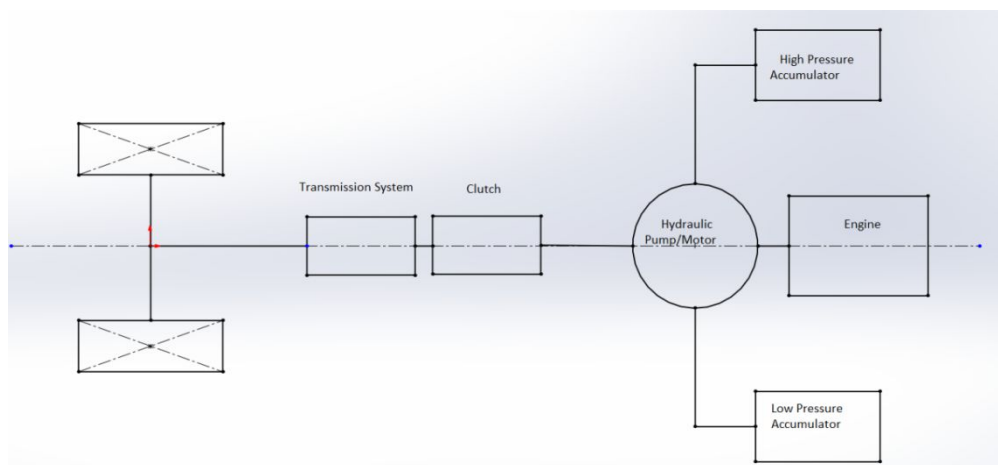 High Pressure
Accumulator
Transmission System
Clutch
Hydraulic
Pump/Motor
Engine
Low Pressure
Accumulator